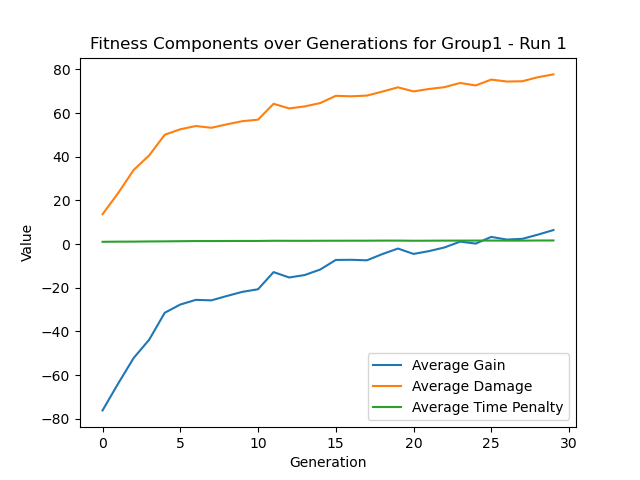 Fitness Components over Generations for Group1 - Run 1
80
60
40
20
0
−20
−40
−60
−80
Value
0 5 10 15 20 25 30
Generation
Average Gain
Average Damage
Average Time Penalty